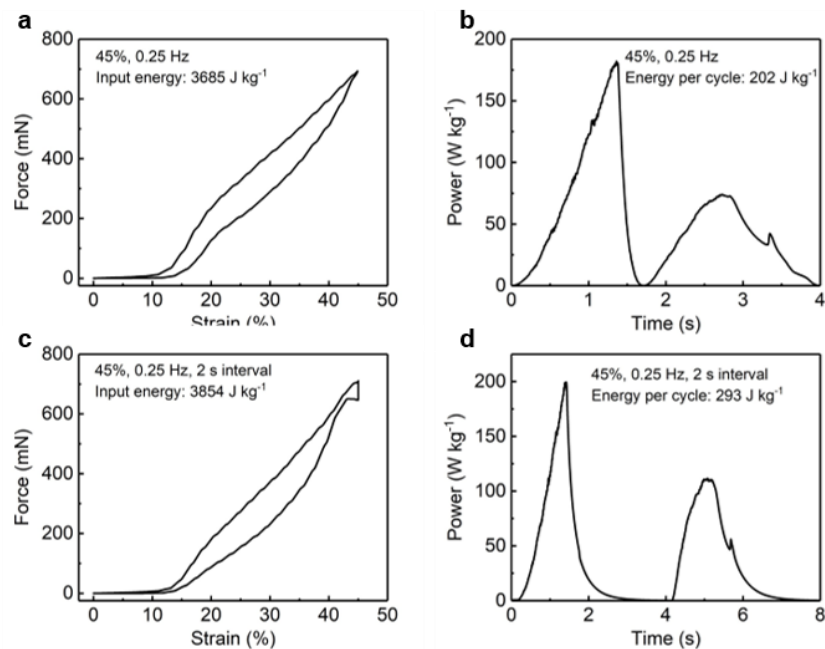 a
800
600
400
200
0
Force (mN)
45%, 0.25 Hz
Input energy: 3685 J kg⁻¹
0 10 20 30 40 50
Strain (%)
b
200
150
100
50
0
Power (W kg⁻¹)
45%, 0.25 Hz
Energy per cycle: 202 J kg⁻¹
0 1 2 3 4
Time (s)
c
800
600
400
200
0
Force (mN)
45%, 0.25 Hz, 2 s interval
Input energy: 3854 J kg⁻¹
0 10 20 30 40 50
Strain (%)
d
200
150
100
50
0
Power (W kg⁻¹)
45%, 0.25 Hz, 2 s interval
Energy per cycle: 293 J kg⁻¹
0 2 4 6 8
Time (s)